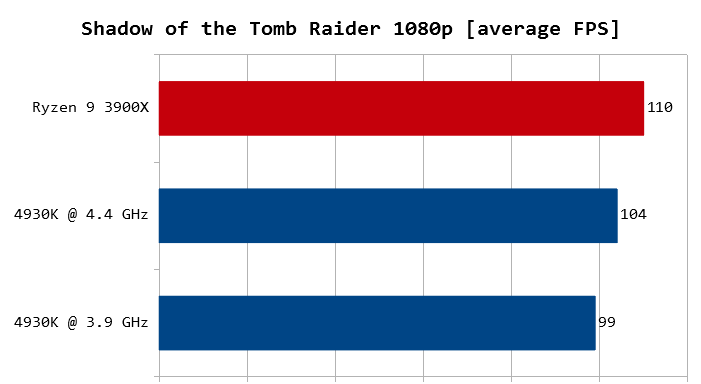 Shadow of the Tomb Raider 1080p [average FPS]
Ryzen 9 3900X 110
4930K @ 4.4 GHz 104
4930K @ 3.9 GHz 99